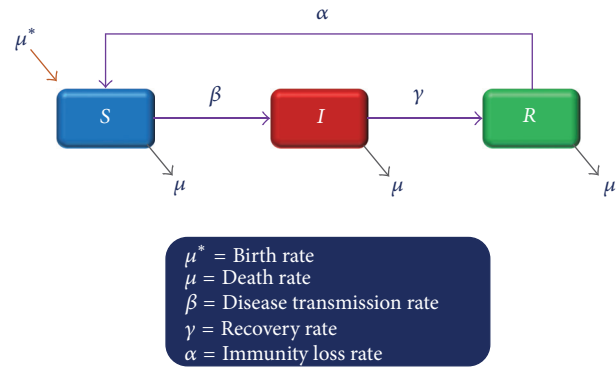 α
μ*
β
γ
S
I
R
μ
μ
μ
μ* = Birth rate
μ = Death rate
β = Disease transmission rate
γ = Recovery rate
α = Immunity loss rate